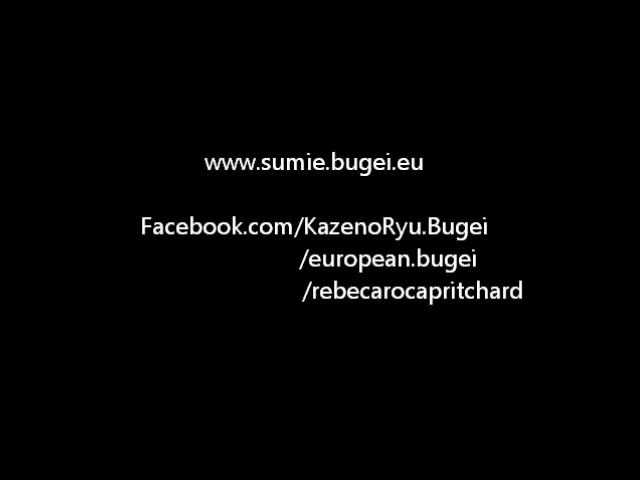 www.sumie.bugei.eu
Facebook.com/KazenoRyu.Bugei
/european.bugei
/rebecarocapritchard